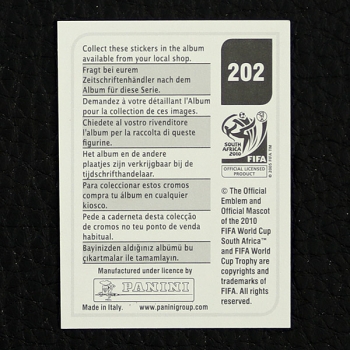 Collect these stickers in the album
available from your local shop.
Fragt bei eurem
Zeitschriftenhändler nach dem
Album für diese Serie.
Demandez à votre détaillant l'Album
pour la collection de ces images.
Chiedete al vostro rivenditore
l'album per la raccolta di queste
figurine.
Het album en de andere
plaatjes zijn verkrijgbaar bij de
tijdschrifthandelaar.
Para coleccionar estos cromos
compra tu álbum en cualquier
kiosco.
Pede a caderneta desta colecção
de cromos no teu ponto de venda
habitual.
Bayinizden aldığınız albümü bu
çıkartmalar ile tamamlayın.
Manufactured under licence by
PANINI
Made in Italy. www.paninigroup.com
202
SOUTH
AFRICA
2010
FIFA
© 2005 FIFA TM
OFFICIAL LICENSED
PRODUCT
© The Official
Emblem and
Official Mascot
of the 2010
FIFA World Cup
South Africa™
and FIFA World
Cup Trophy are
copyrights and
trademarks of
FIFA. All rights
reserved.